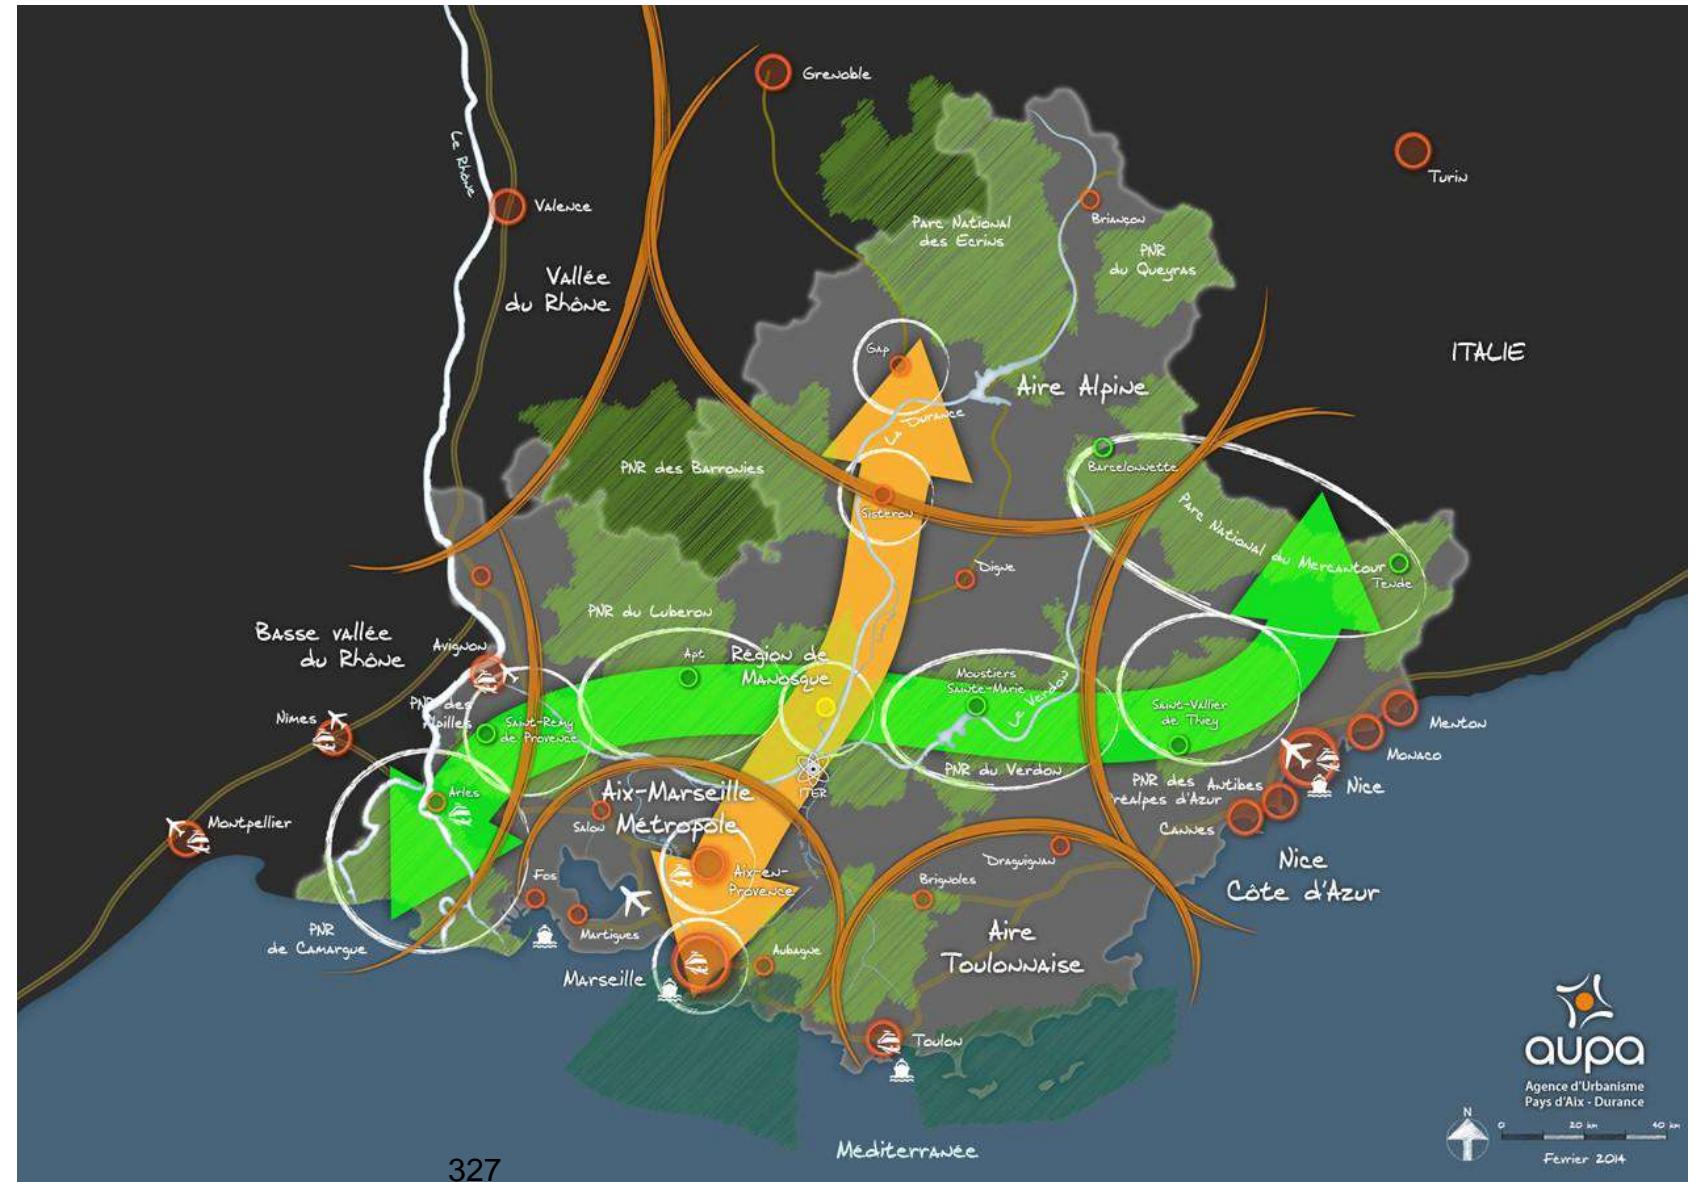 Grenoble
Turin
Le Rhône
Valence
Parc National
des Ecrins
Briançon
PNR
du Queyras
Vallée
du Rhône
ITALIE
Gap
Aire Alpine
La Durance
PNR des Barronies
Barcelonnette
Sisteron
Parc National du Mercantour
Digne
Tende
PNR du Luberon
Basse vallée
du Rhône
Avignon
Apt
Région de
Manosque
Moustiers
Sainte-Marie
Le Verdon
PNR des
Alpilles
Saint-Rémy
de Provence
Saint-Vallier
de Thiey
Nîmes
Menton
Monaco
PNR du Verdon
ITER
PNR des
Préalpes d'Azur
Antibes
Nice
Arles
Aix-Marseille
Métropole
Salon
Montpellier
Cannes
Draguignan
Nice
Côte d'Azur
Fos
Aix-en-
Provence
Brignoles
PNR
de Camargue
Martigues
Aubagne
Aire
Toulonnaise
Marseille
Toulon
aupa
Agence d'Urbanisme
Pays d'Aix - Durance
N
0 20 km 40 km
Février 2014
Méditerranée
327